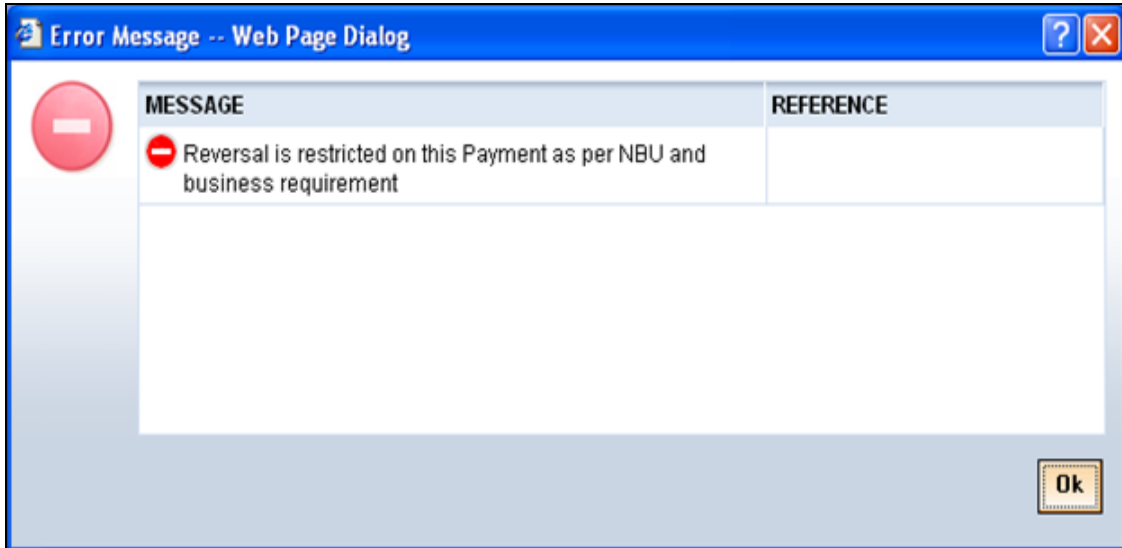 Error Message -- Web Page Dialog
?
MESSAGE
REFERENCE
Reversal is restricted on this Payment as per NBU and
business requirement
Ok